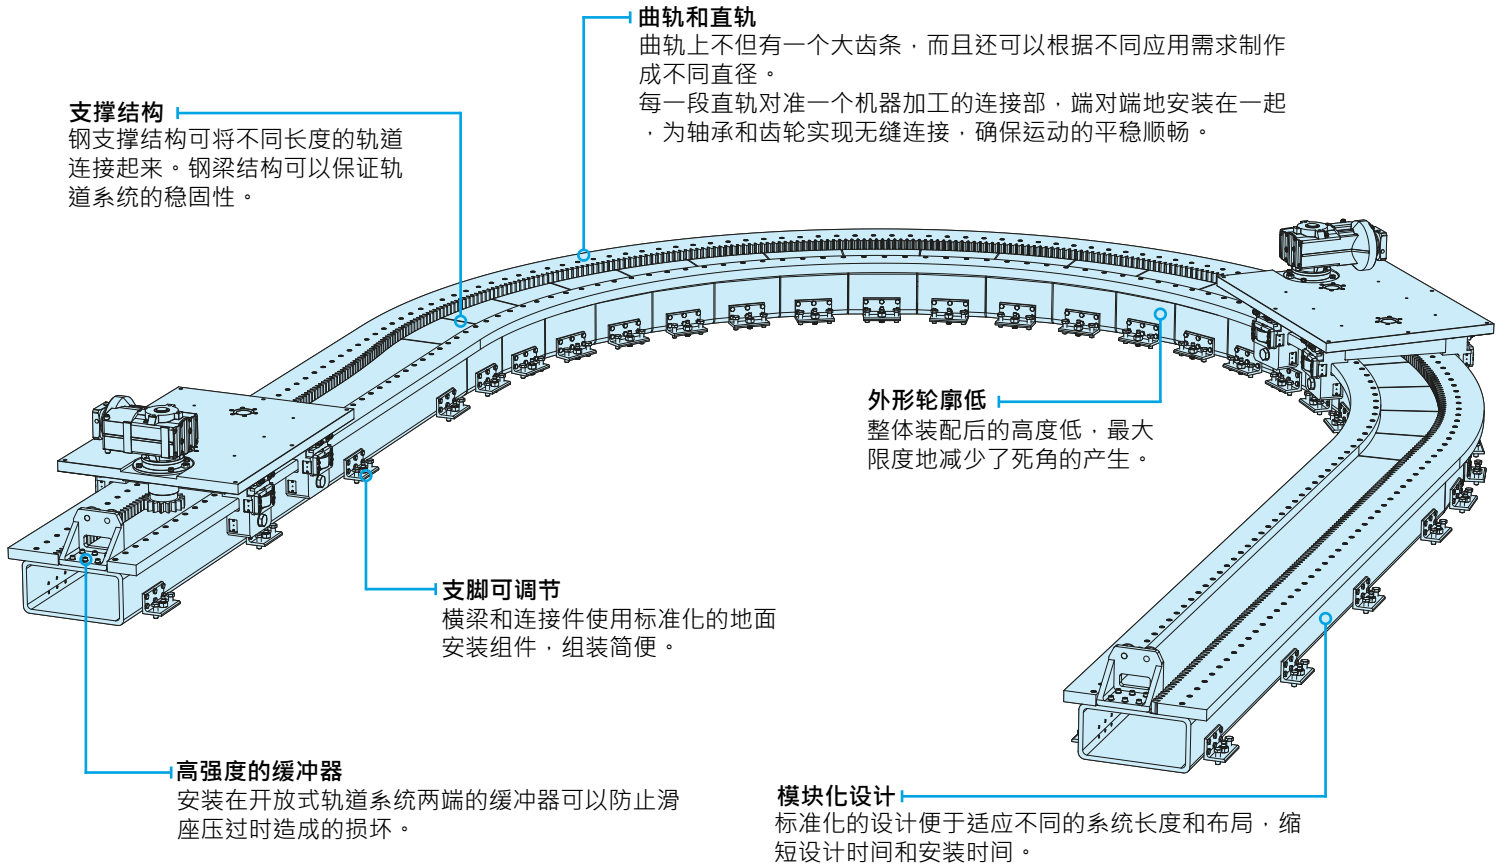 曲轨和直轨
曲轨上不但有一个大齿条，而且还可以根据不同应用需求制作
成不同直径。
每一段直轨对准一个机器加工的连接部，端对端地安装在一起
，为轴承和齿轮实现无缝连接，确保运动的平稳顺畅。
支撑结构
钢支撑结构可将不同长度的轨道
连接起来。钢梁结构可以保证轨
道系统的稳固性。
外形轮廓低
整体装配后的高度低，最大
限度地减少了死角的产生。
支脚可调节
横梁和连接件使用标准化的地面
安装组件，组装简便。
高强度的缓冲器
安装在开放式轨道系统两端的缓冲器可以防止滑
座压过时造成的损坏。
模块化设计
标准化的设计便于适应不同的系统长度和布局，缩
短设计时间和安装时间。